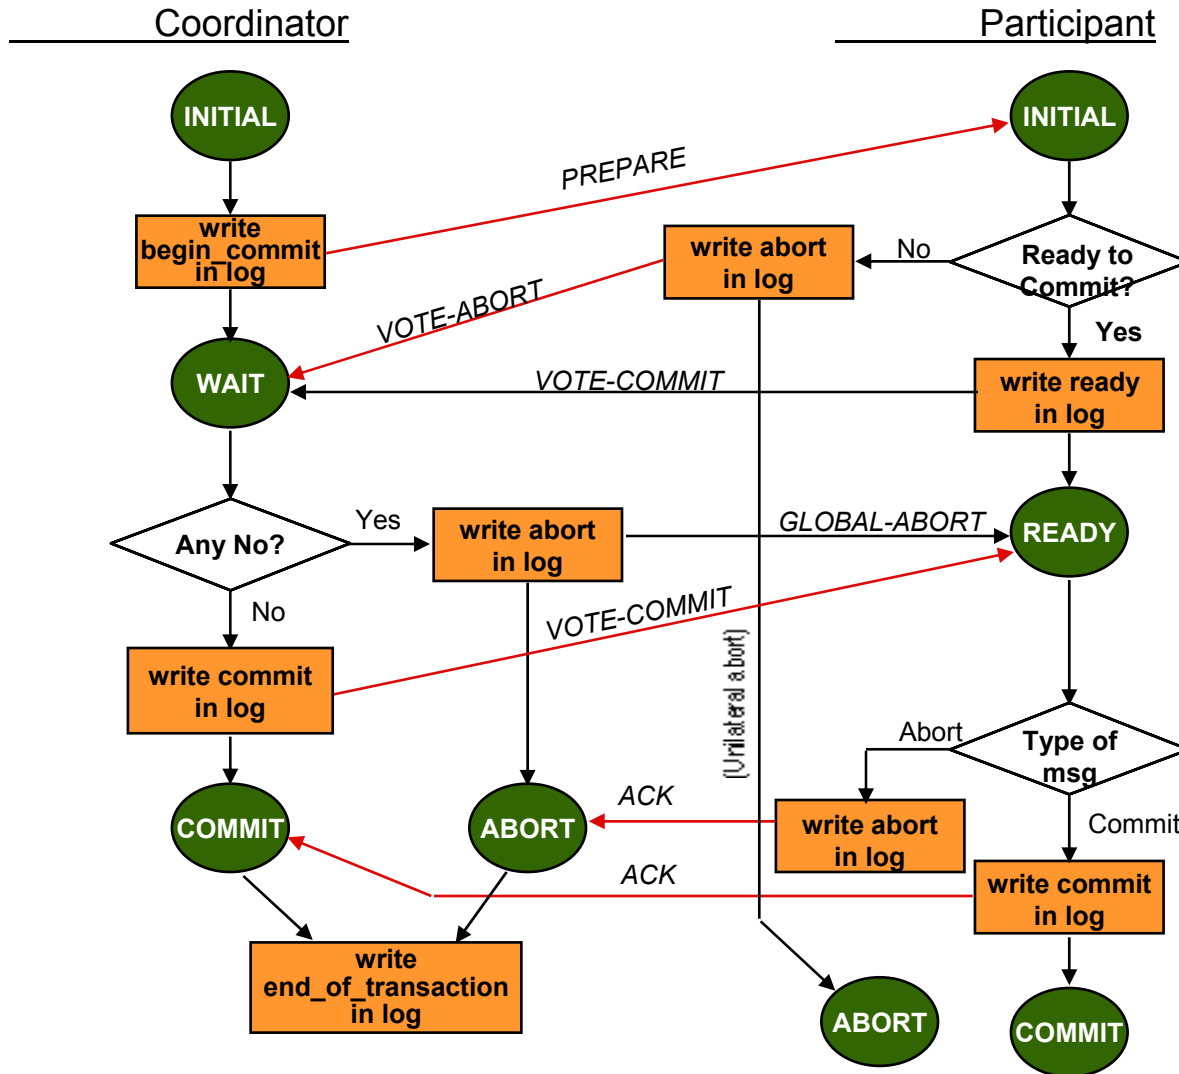 Coordinator
Participant
INITIAL
INITIAL
PREPARE
write
begin_commit
in log
write abort
in log
No
Ready to
Commit?
VOTE-ABORT
Yes
WAIT
VOTE-COMMIT
write ready
in log
Any No?
Yes
write abort
in log
GLOBAL-ABORT
READY
No
VOTE-COMMIT
write commit
in log
(Unilateral abort)
Abort
Type of
msg
COMMIT
ABORT
ACK
write abort
in log
Commit
ACK
write commit
in log
write
end_of_transaction
in log
ABORT
COMMIT